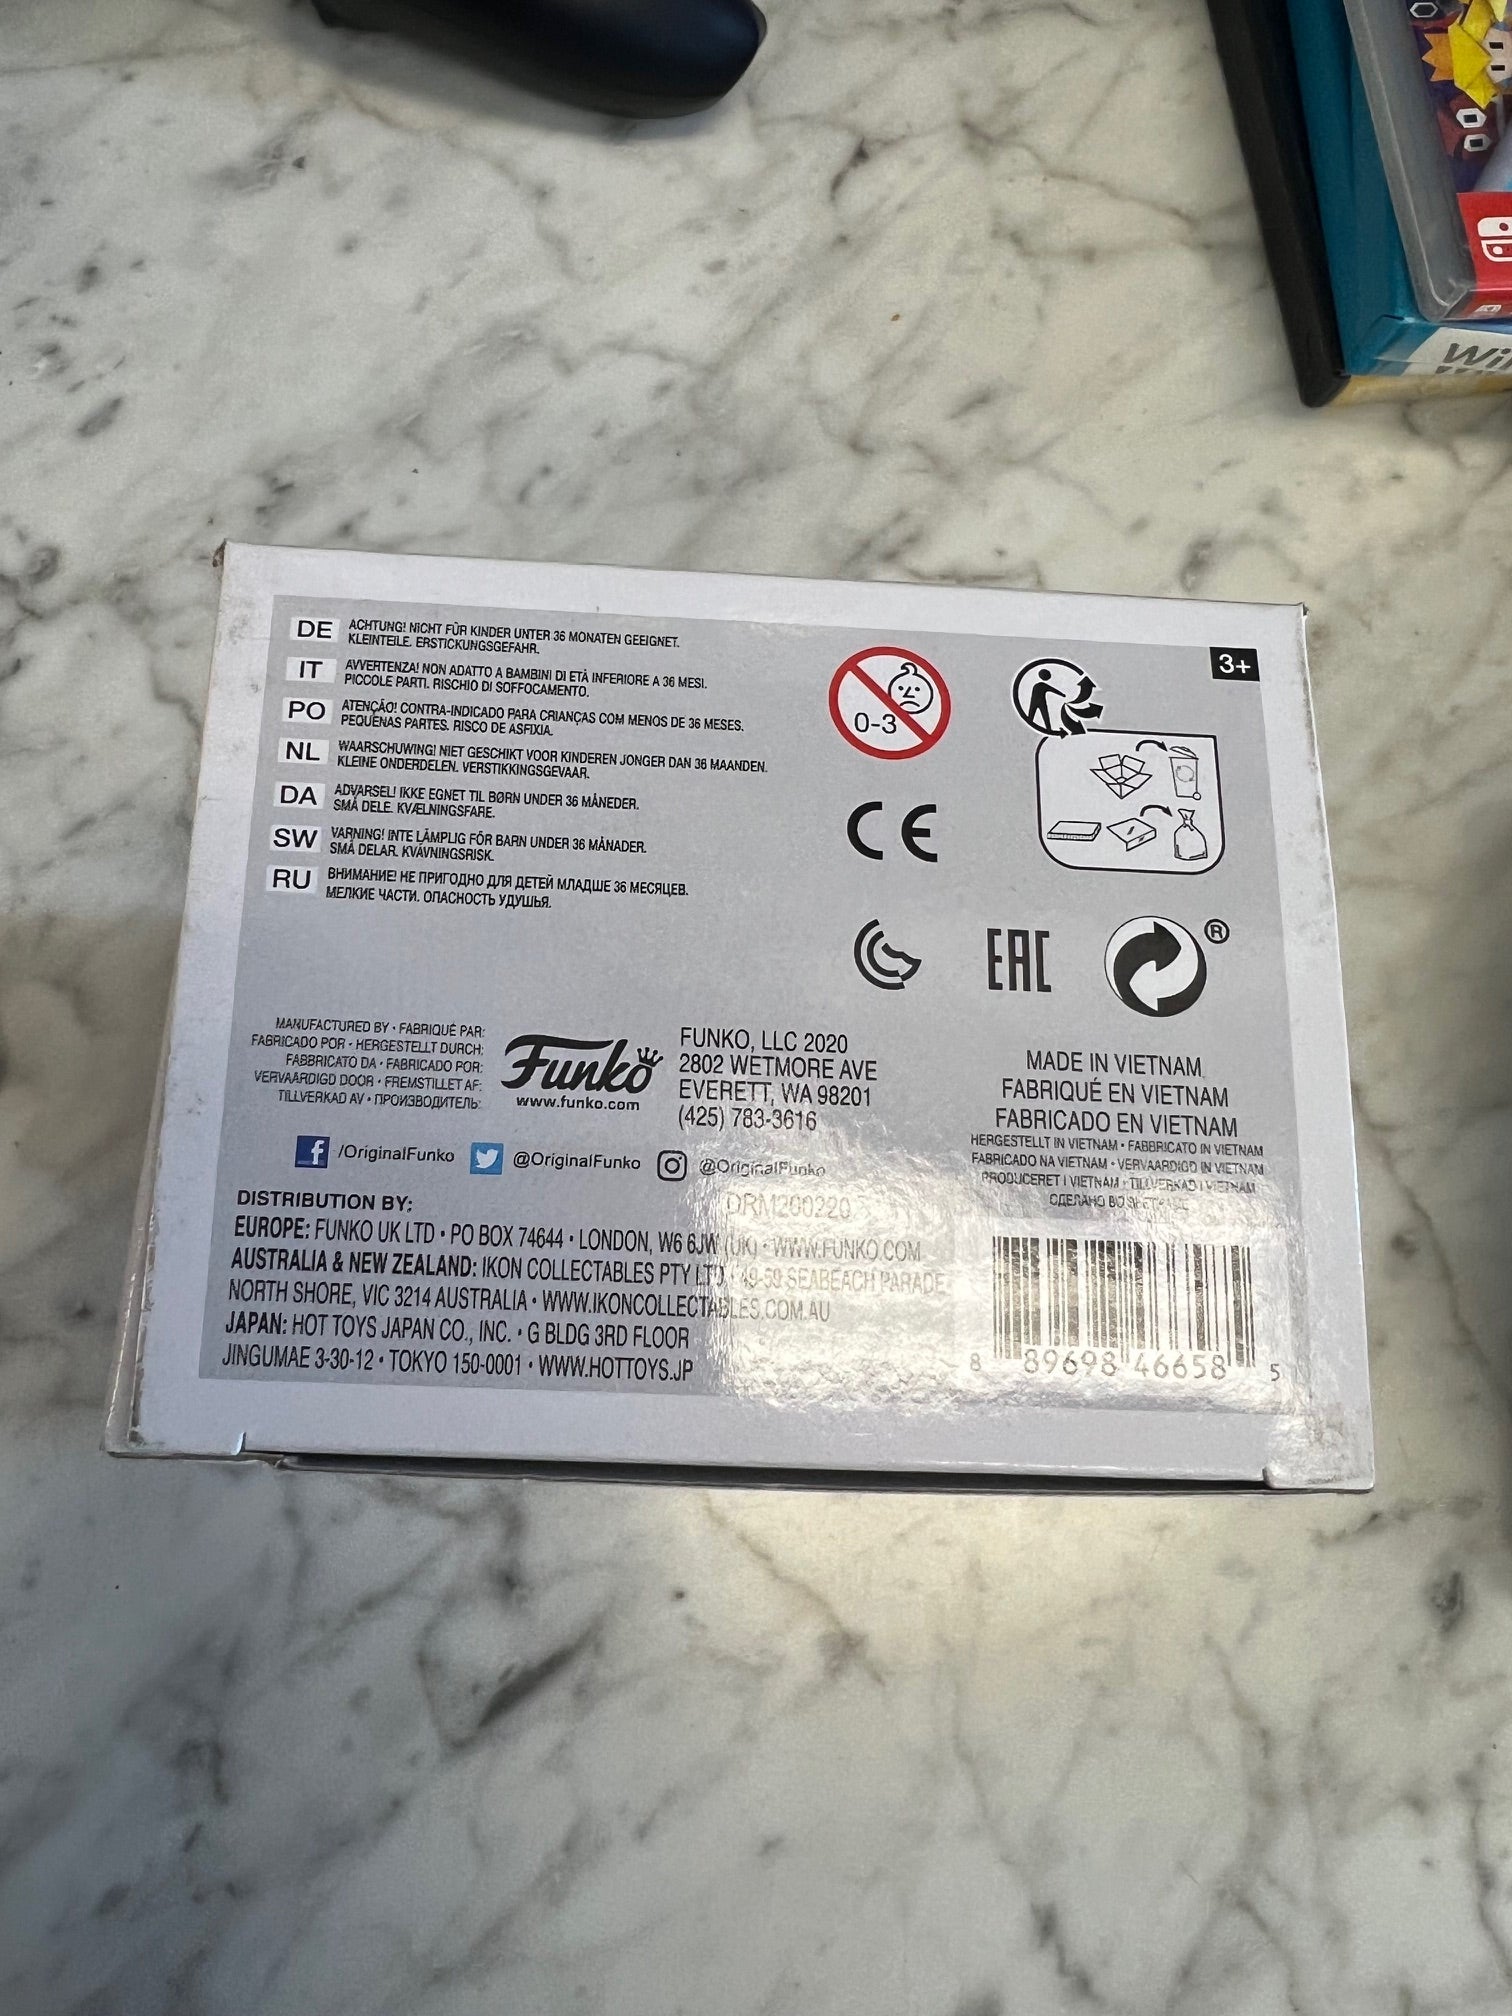 Wii
DE ACHTUNG! NICHT FÜR KINDER UNTER 36 MONATEN GEEIGNET.
KLEINTEILE. ERSTICKUNGSGEFAHR.
IT AVVERTENZA! NON ADATTO A BAMBINI DI ETÀ INFERIORE A 36 MESI.
PICCOLE PARTI. RISCHIO DI SOFFOCAMENTO.
PO ATENÇÃO! CONTRA-INDICADO PARA CRIANÇAS COM MENOS DE 36 MESES.
PEQUENAS PARTES. RISCO DE ASFIXIA.
NL WAARSCHUWING! NIET GESCHIKT VOOR KINDEREN JONGER DAN 36 MAANDEN.
KLEINE ONDERDELEN. VERSTIKKINGSGEVAAR.
DA ADVARSEL! IKKE EGNET TIL BØRN UNDER 36 MÅNEDER.
SMÅ DELE. KVÆLNINGSFARE.
SW VARNING! INTE LÄMPLIG FÖR BARN UNDER 36 MÅNADER.
SMÅ DELAR. KVÄVNINGSRISK.
RU ВНИМАНИЕ! НЕ ПРИГОДНО ДЛЯ ДЕТЕЙ МЛАДШЕ 36 МЕСЯЦЕВ.
МЕЛКИЕ ЧАСТИ. ОПАСНОСТЬ УДУШЬЯ.
0-3
3+
CE
EAC
®
MANUFACTURED BY • FABRIQUÉ PAR:
FABRICADO POR • HERGESTELLT DURCH:
FABBRICATO DA • FABRICADO POR:
VERVAARDIGD DOOR • FREMSTILLET AF:
TILLVERKAD AV • ПРОИЗВОДИТЕЛЬ:
Funko
www.funko.com
FUNKO, LLC 2020
2802 WETMORE AVE
EVERETT, WA 98201
(425) 783-3616
MADE IN VIETNAM
FABRIQUÉ EN VIETNAM
FABRICADO EN VIETNAM
HERGESTELLT IN VIETNAM • FABBRICATO IN VIETNAM
FABRICADO NA VIETNAM • VERVAARDIGD IN VIETNAM
PRODUCERET I VIETNAM • TILLVERKAD I VIETNAM
СДЕЛАНО ВО
/OriginalFunko @OriginalFunko @OriginalFunko
DRM200220
DISTRIBUTION BY:
EUROPE: FUNKO UK LTD • PO BOX 74644 • LONDON, W6 6JW (UK) • WWW.FUNKO.COM
AUSTRALIA & NEW ZEALAND: IKON COLLECTABLES PTY LTD • 49-59 SEABEACH PARADE
NORTH SHORE, VIC 3214 AUSTRALIA • WWW.IKONCOLLECTABLES.COM.AU
JAPAN: HOT TOYS JAPAN CO., INC. • G BLDG 3RD FLOOR
JINGUMAE 3-30-12 • TOKYO 150-0001 • WWW.HOTTOYS.JP
8 89698 46658 5